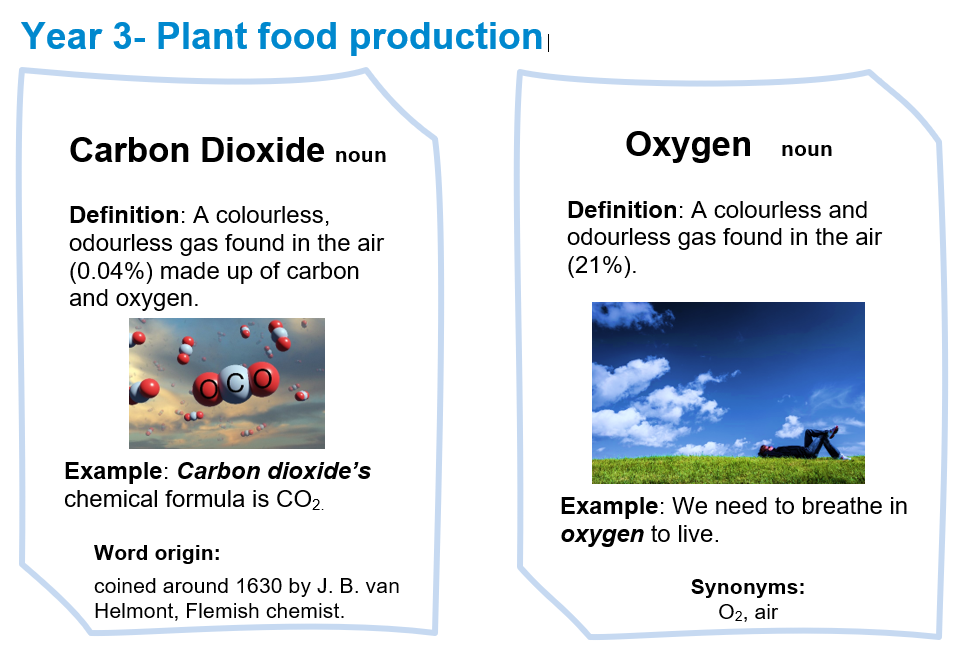 Year 3- Plant food production
Carbon Dioxide noun
Definition: A colourless,
odourless gas found in the air
(0.04%) made up of carbon
and oxygen.
OCO
Example: Carbon dioxide’s
chemical formula is CO₂.
Word origin:
coined around 1630 by J. B. van
Helmont, Flemish chemist.
Oxygen noun
Definition: A colourless and
odourless gas found in the air
(21%).
Example: We need to breathe in
oxygen to live.
Synonyms:
O₂, air